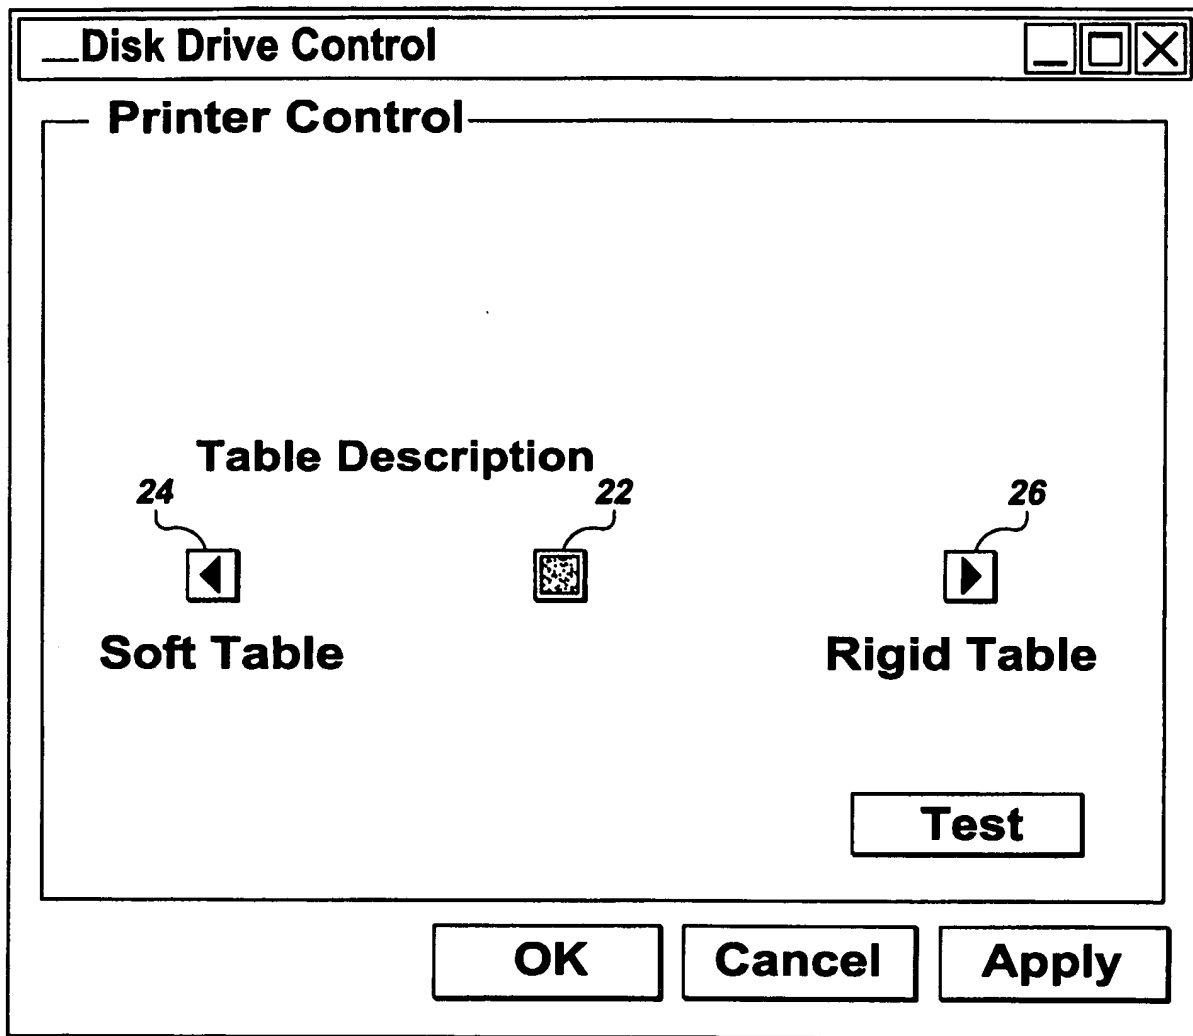 _Disk Drive Control
Printer Control
Table Description
24 22 26
Soft Table Rigid Table
Test
OK Cancel Apply